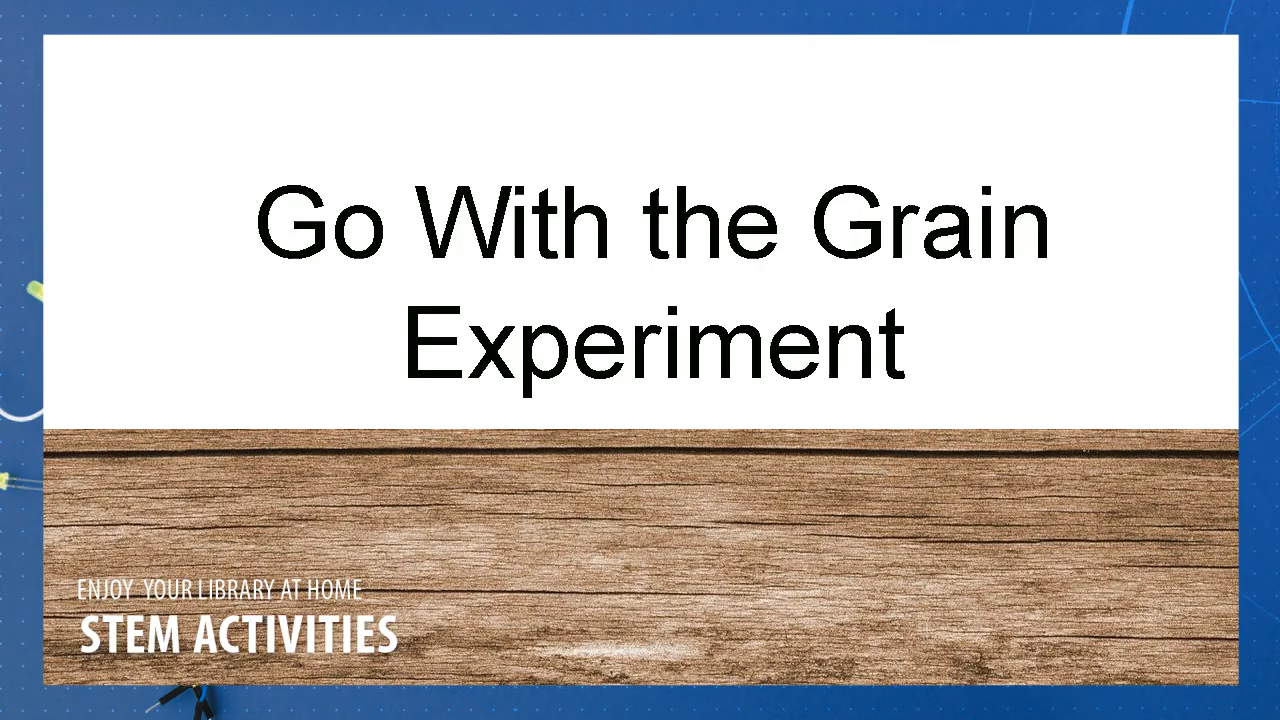 Go With the Grain
Experiment
ENJOY YOUR LIBRARY AT HOME
STEM ACTIVITIES